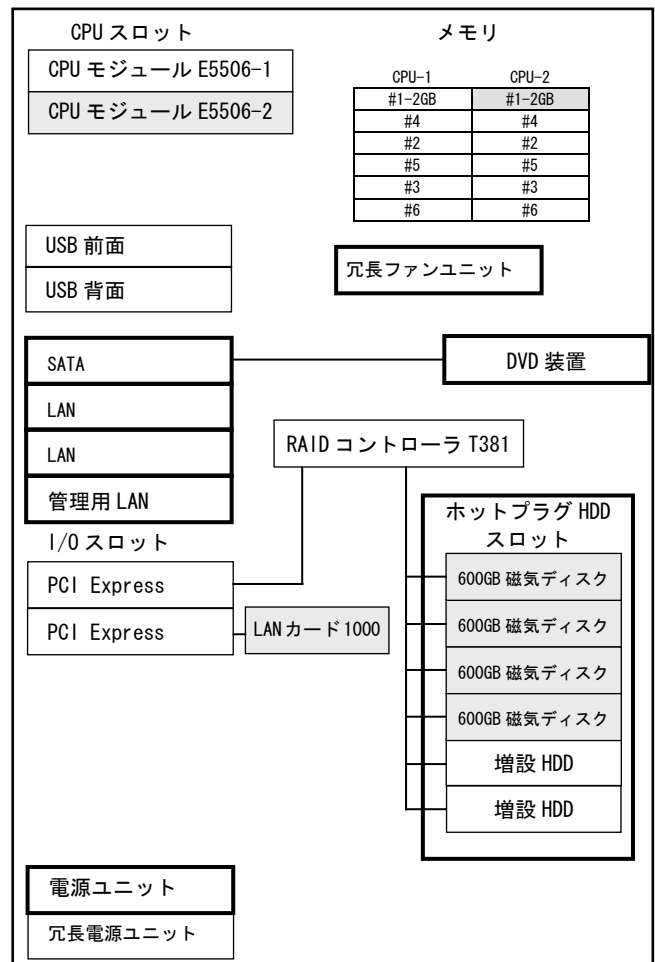 CPU スロット
CPU モジュール E5506-1
CPU モジュール E5506-2
メモリ
CPU-1 CPU-2
#1-2GB #1-2GB
#4 #4
#2 #2
#5 #5
#3 #3
#6 #6
USB 前面
USB 背面
冗長ファンユニット
SATA
DVD 装置
LAN
LAN
管理用 LAN
RAID コントローラ T381
I/O スロット
PCI Express
PCI Express
LAN カード 1000
ホットプラグ HDD
スロット
600GB 磁気ディスク
600GB 磁気ディスク
600GB 磁気ディスク
600GB 磁気ディスク
増設 HDD
増設 HDD
電源ユニット
冗長電源ユニット